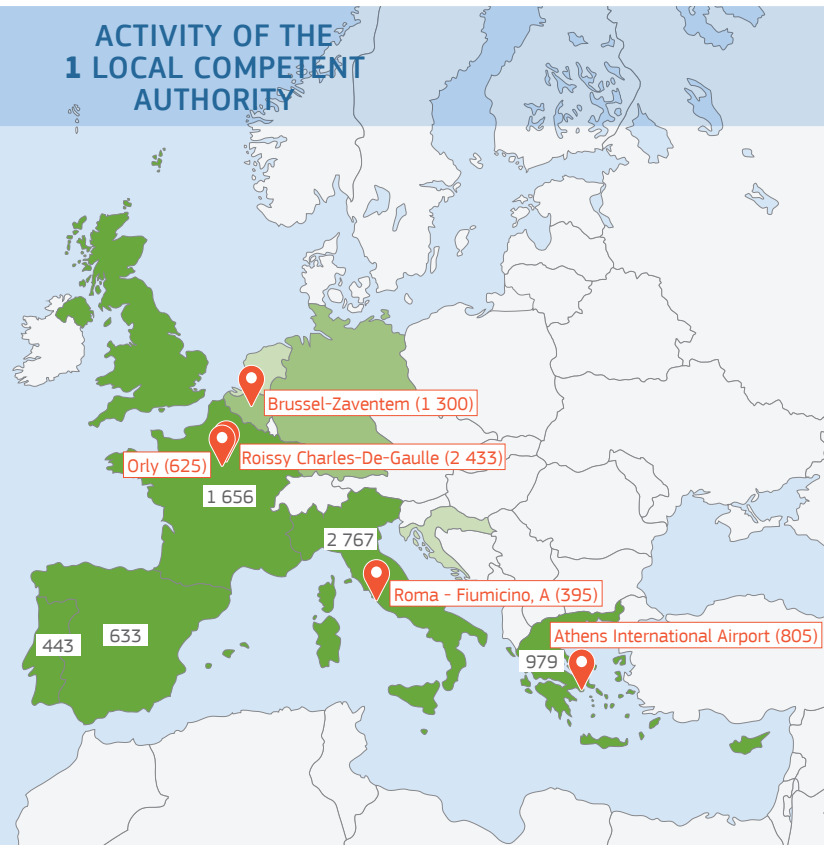 ACTIVITY OF THE
1 LOCAL COMPETENT
AUTHORITY
Brussel-Zaventem (1 300)
Orly (625)
Roissy Charles-De-Gaulle (2 433)
1 656
2 767
Roma - Fiumicino, A (395)
443
633
Athens International Airport (805)
979